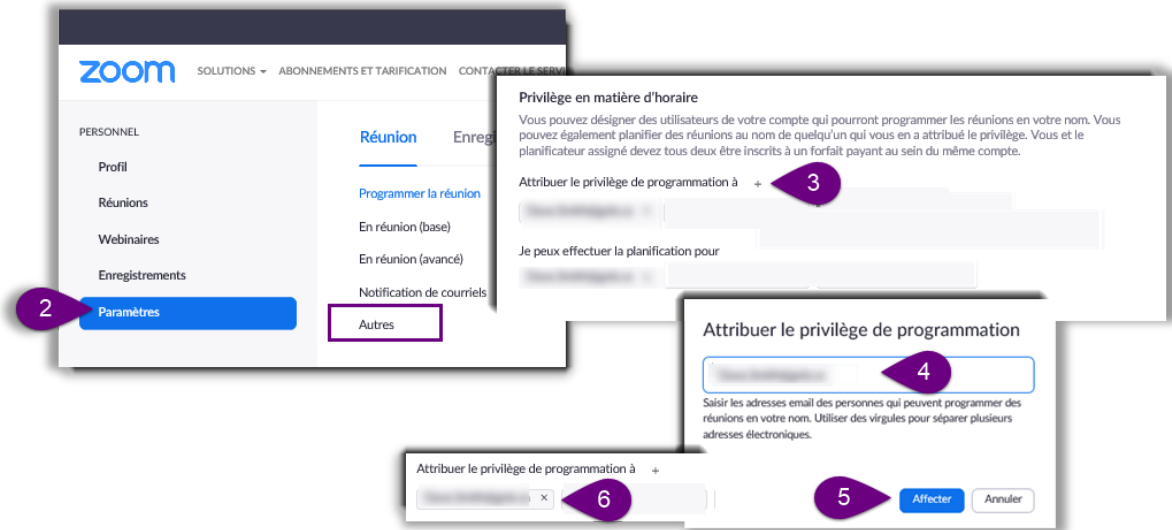 zoom
SOLUTIONS ABONNEMENTS ET TARIFICATION CONTACTER LE SERV
PERSONNEL
Profil
Réunions
Webinaires
Enregistrements
2
Paramètres
Réunion Enregi
Programmer la réunion
En réunion (base)
En réunion (avancé)
Notification de courriels
Autres
Privilège en matière d'horaire
Vous pouvez désigner des utilisateurs de votre compte qui pourront programmer les réunions en votre nom. Vous
pouvez également planifier des réunions au nom de quelqu'un qui vous en a attribué le privilège. Vous et le
planificateur assigné devez tous deux être inscrits à un forfait payant au sein du même compte.
Attribuer le privilège de programmation à + 3
Je peux effectuer la planification pour
Attribuer le privilège de programmation
4
Saisir les adresses email des personnes qui peuvent programmer des
réunions en votre nom. Utiliser des virgules pour séparer plusieurs
adresses électroniques.
5 Affecter Annuler
Attribuer le privilège de programmation à +
× 6